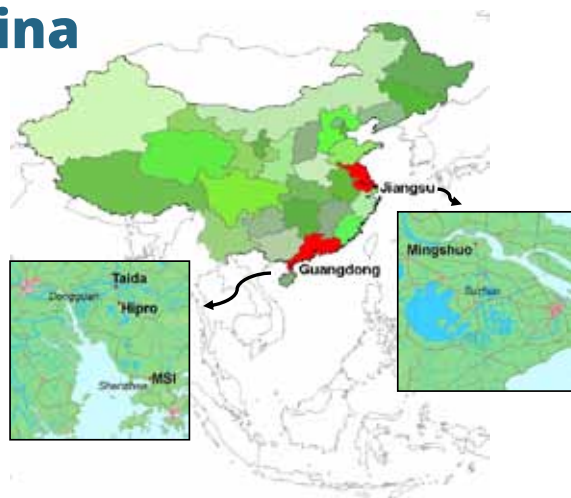 ina
Jiangsu
Mingshuo
Suzhou
Guangdong
Taida
Dongguan
Hipro
Shenzhen
MSI